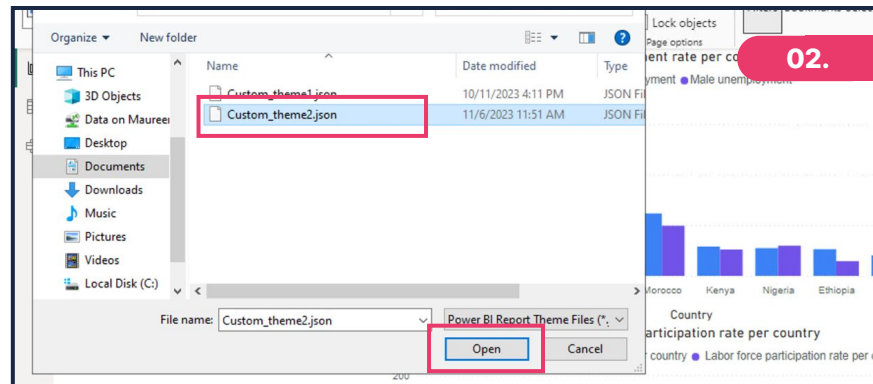 Organize
New folder
Lock objects
Page options
02.
This PC
Name
Date modified
Type
3D Objects
Custom_theme1.json
10/11/2023 4:11 PM
JSON Fil
Data on Maureen
Custom_theme2.json
11/6/2023 11:51 AM
JSON Fil
Desktop
Documents
Downloads
Music
Pictures
Videos
Local Disk (C:)
ent rate per co
yment Male unemployment
Morocco
Kenya
Nigeria
Ethiopia
Country
File name:
Custom_theme2.json
Power BI Report Theme Files (*.
Open
Cancel
articipation rate per country
country Labor force participation rate per
200